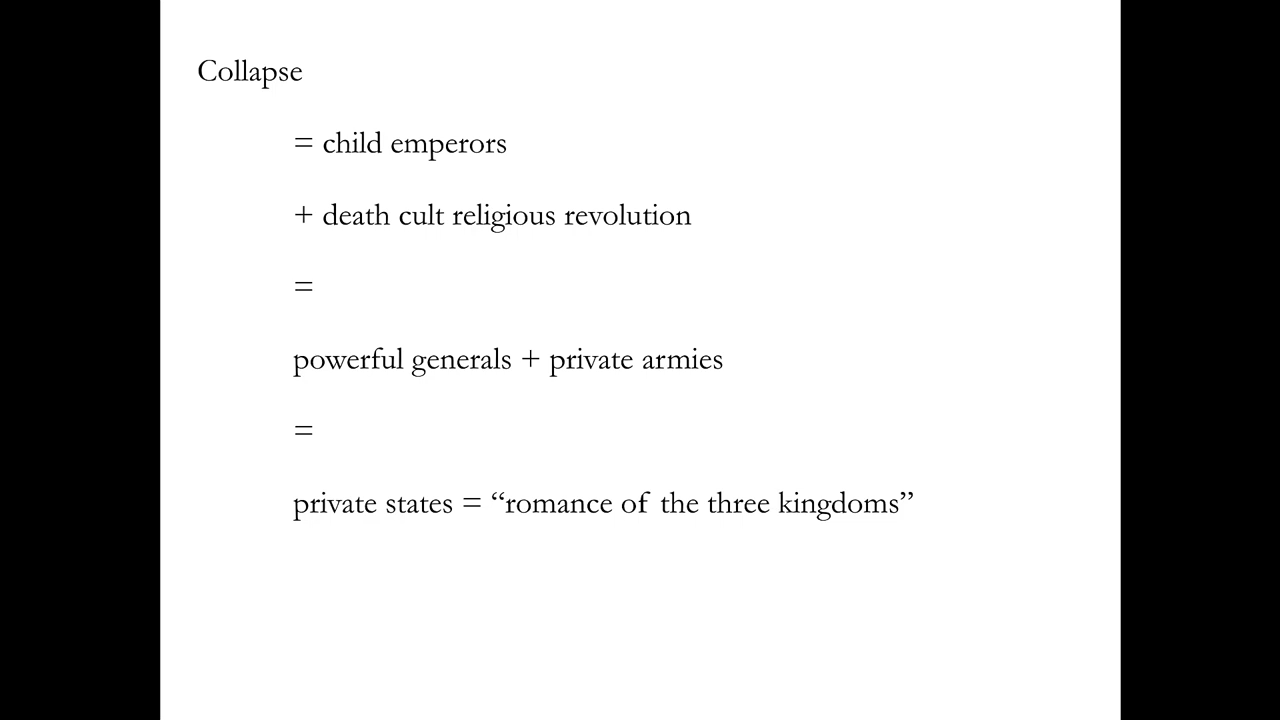 Collapse
= child emperors
+ death cult religious revolution
=
powerful generals + private armies
=
private states = “romance of the three kingdoms”